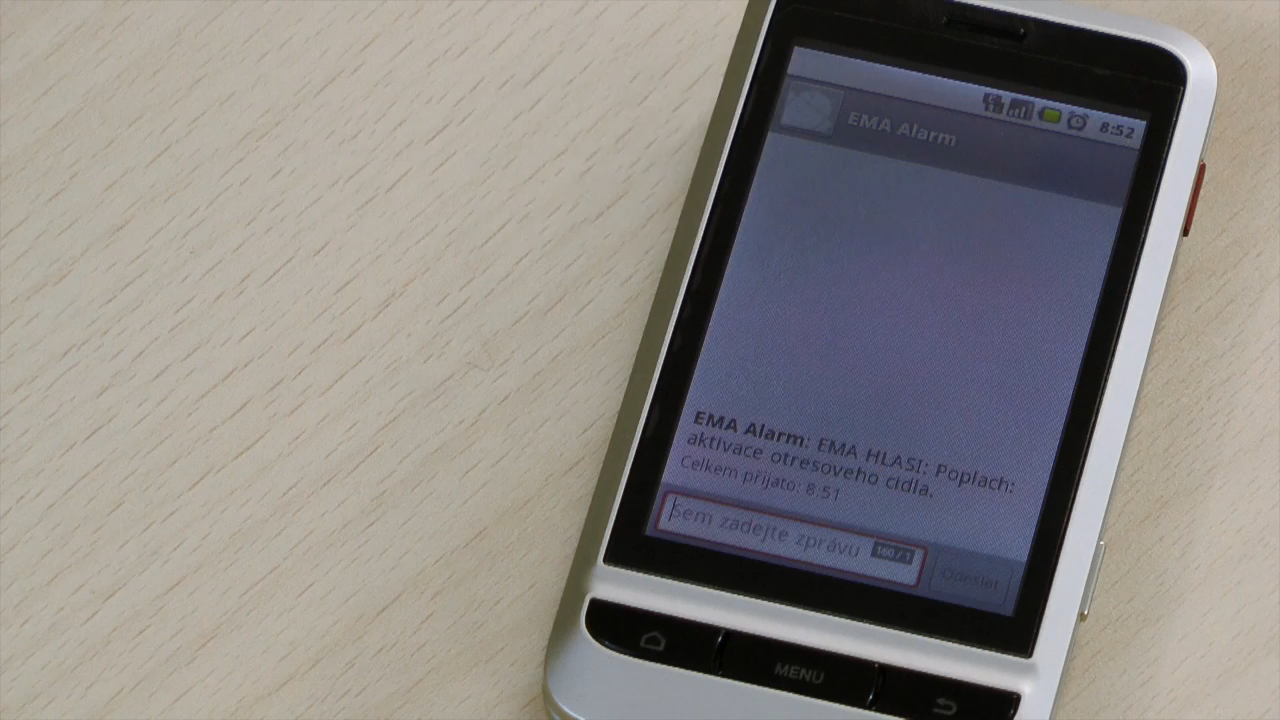 8:52
EMA Alarm
EMA Alarm: EMA HLASI: Poplach:
aktivace otresoveho cidla.
Celkem přijato: 8:51
Sem zadejte zprávu
160 / 1
Odeslat
MENU